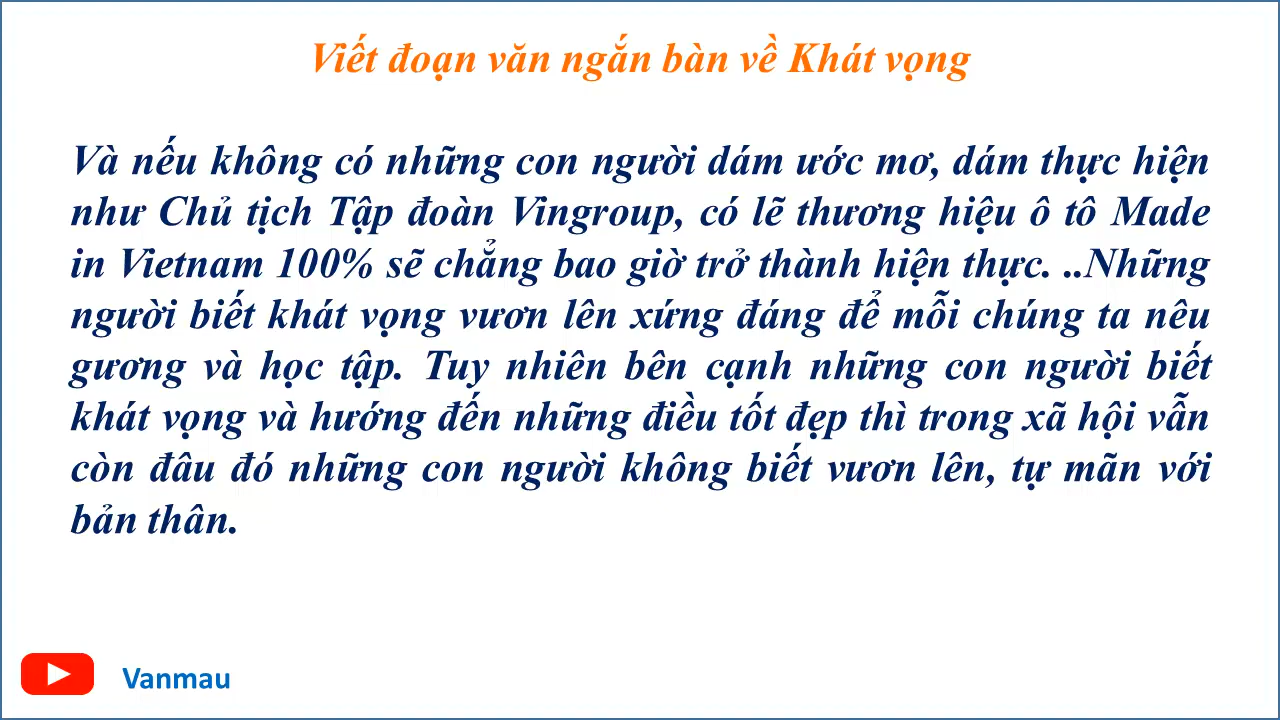 Viết đoạn văn ngắn bàn về Khát vọng
Và nếu không có những con người dám ước mơ, dám thực hiện
như Chủ tịch Tập đoàn Vingroup, có lẽ thương hiệu ô tô Made
in Vietnam 100% sẽ chẳng bao giờ trở thành hiện thực. ..Những
người biết khát vọng vươn lên xứng đáng để mỗi chúng ta nêu
gương và học tập. Tuy nhiên bên cạnh những con người biết
khát vọng và hướng đến những điều tốt đẹp thì trong xã hội vẫn
còn đâu đó những con người không biết vươn lên, tự mãn với
bản thân.
Vanmau